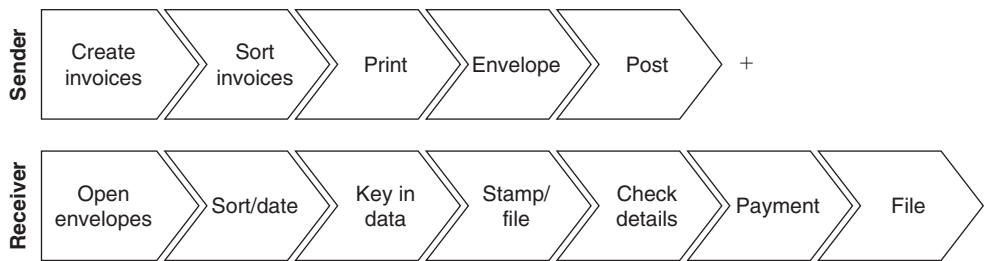 Sender
Create
invoices
Sort
invoices
Print
Envelope
Post
+
Receiver
Open
envelopes
Sort/date
Key in
data
Stamp/
file
Check
details
Payment
File